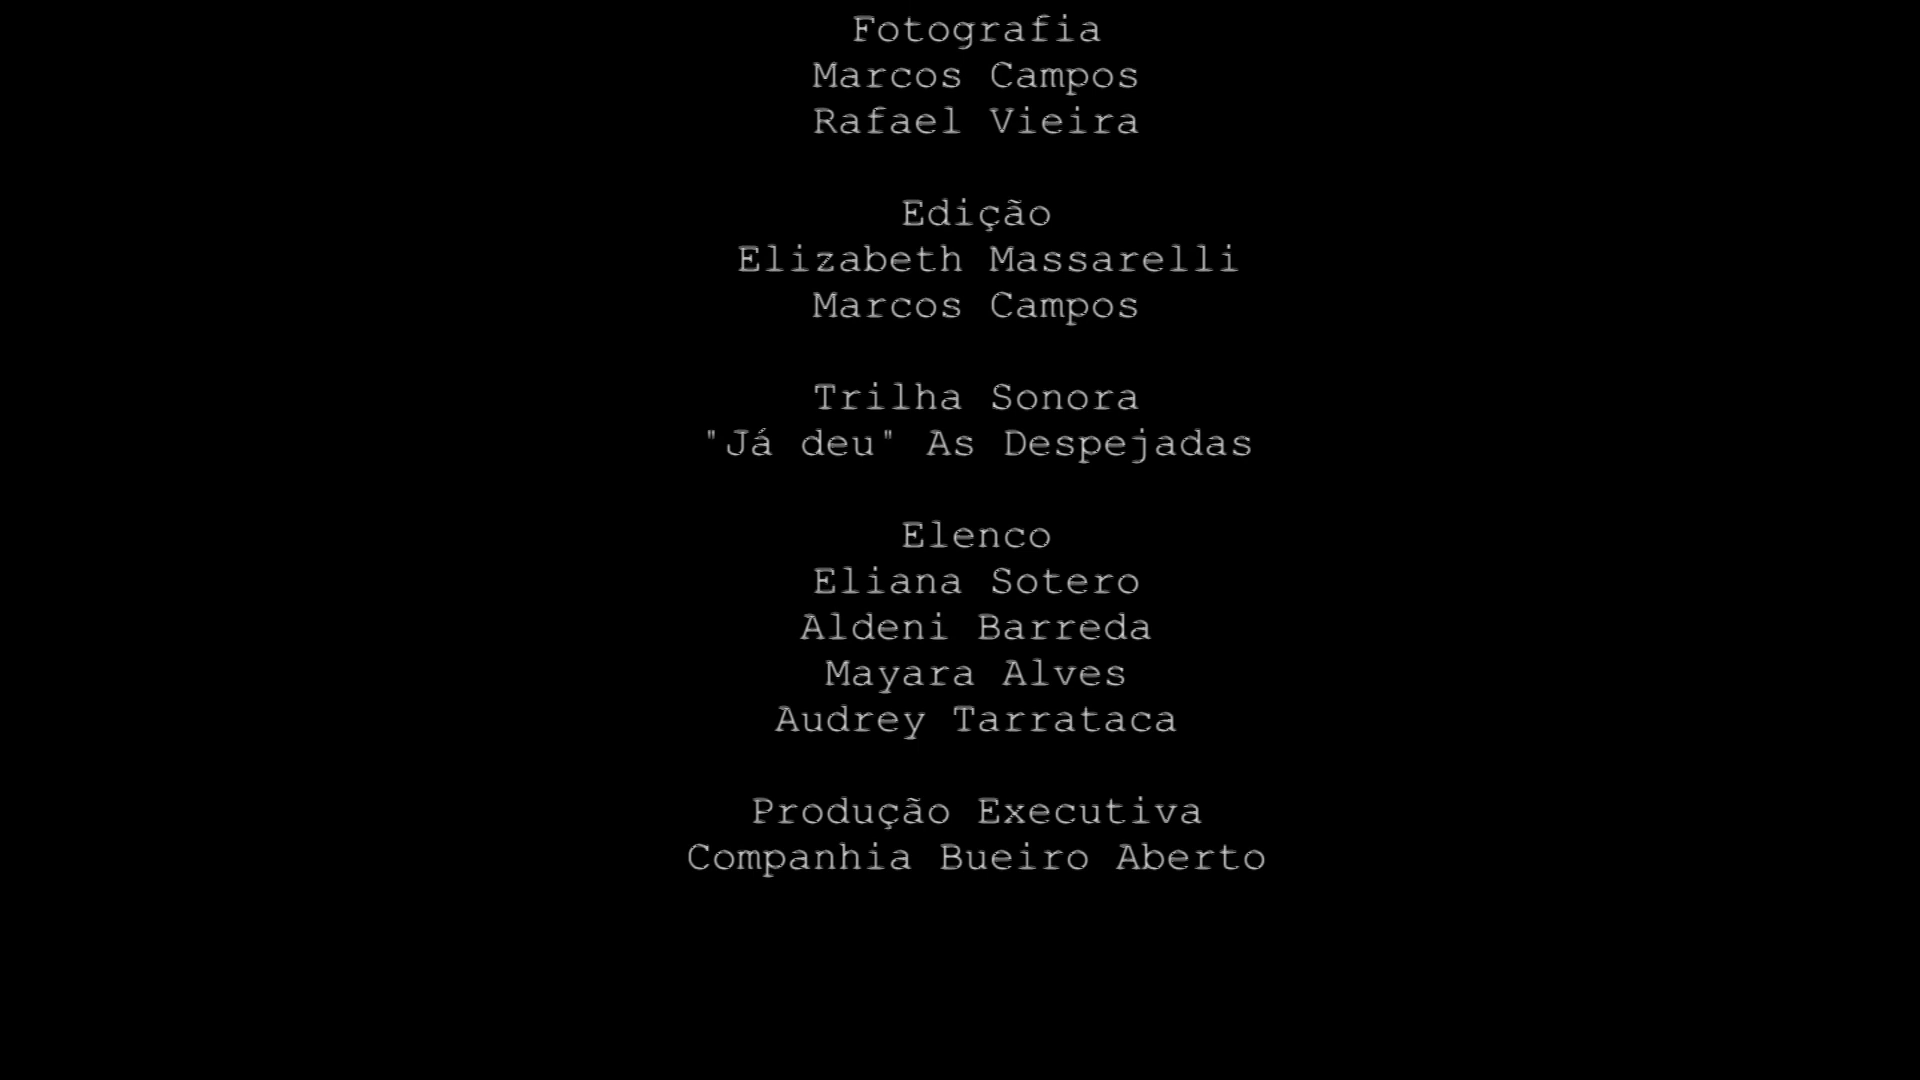 Fotografia
Marcos Campos
Rafael Vieira
Edição
Elizabeth Massarelli
Marcos Campos
Trilha Sonora
"Já deu" As Despejadas
Elenco
Eliana Sotero
Aldeni Barreda
Mayara Alves
Audrey Tarrataca
Produção Executiva
Companhia Bueiro Aberto